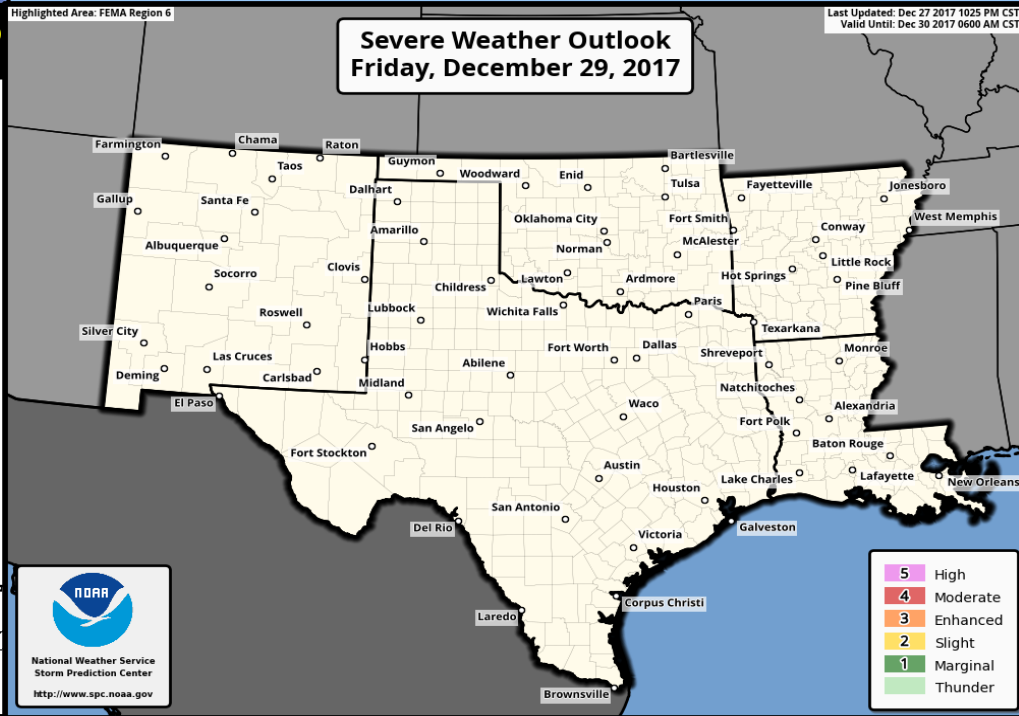 Highlighted Area: FEMA Region 6
Last Updated: Dec 27 2017 1025 PM CST
Valid Until: Dec 30 2017 0600 AM CST
Severe Weather Outlook
Friday, December 29, 2017
Farmington
Chama
Raton
Taos
Guymon
Woodward
Enid
Bartlesville
Tulsa
Fayetteville
Jonesboro
Gallup
Santa Fe
Dalhart
Oklahoma City
Fort Smith
West Memphis
Albuquerque
Amarillo
Norman
McAlester
Conway
Socorro
Clovis
Childress
Lawton
Ardmore
Hot Springs
Little Rock
Pine Bluff
Roswell
Lubbock
Wichita Falls
Paris
Texarkana
Silver City
Las Cruces
Hobbs
Abilene
Fort Worth
Dallas
Shreveport
Monroe
Deming
Carlsbad
Midland
Natchitoches
El Paso
San Angelo
Waco
Fort Polk
Alexandria
Fort Stockton
Baton Rouge
Austin
Houston
Lake Charles
Lafayette
New Orleans
Del Rio
San Antonio
Galveston
Victoria
Laredo
Corpus Christi
Brownsville
NOAA
National Weather Service
Storm Prediction Center
http://www.spc.noaa.gov
5 High
4 Moderate
3 Enhanced
2 Slight
1 Marginal
Thunder